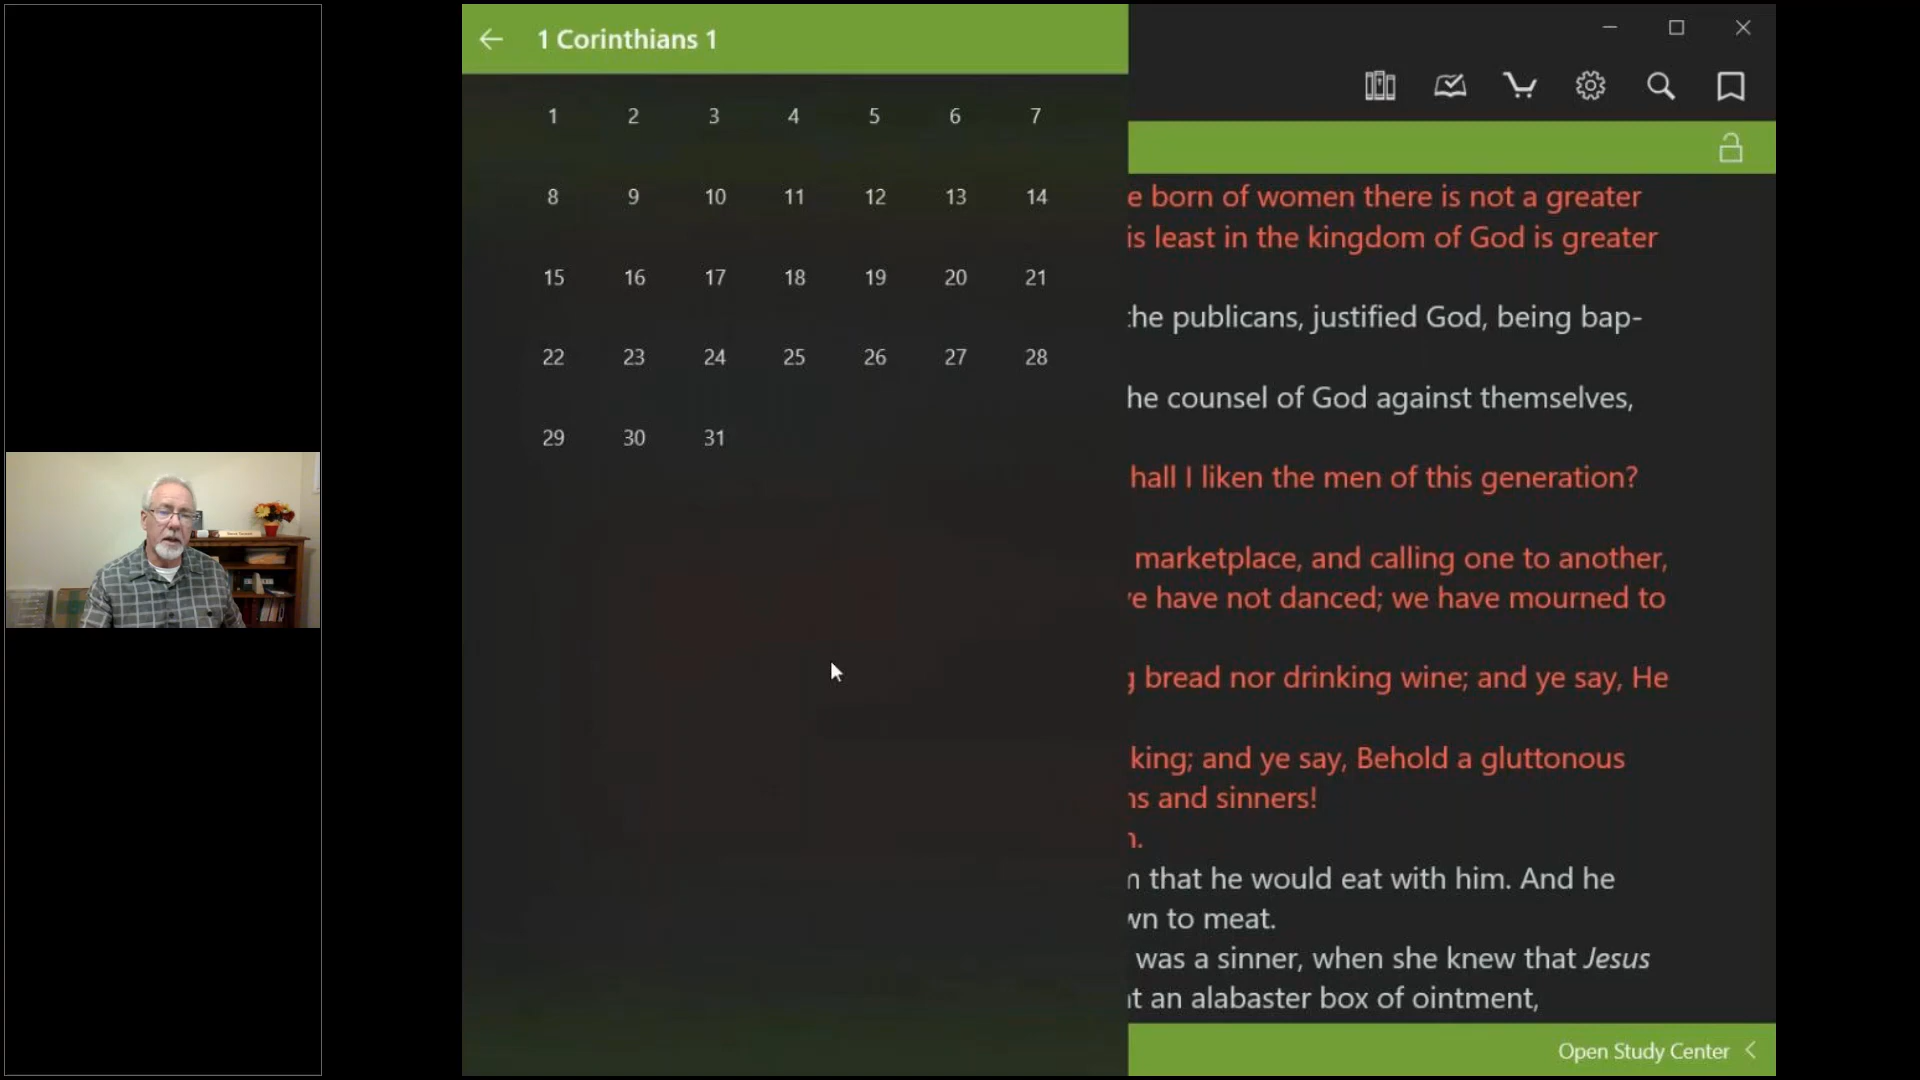 1 Corinthians 1
1 2 3 4 5 6 7
8 9 10 11 12 13 14
15 16 17 18 19 20 21
22 23 24 25 26 27 28
29 30 31
e born of women there is not a greater
is least in the kingdom of God is greater
the publicans, justified God, being bap-
he counsel of God against themselves,
hall I liken the men of this generation?
marketplace, and calling one to another,
e have not danced; we have mourned to
g bread nor drinking wine; and ye say, He
king; and ye say, Behold a gluttonous
ns and sinners!
n.
m that he would eat with him. And he
wn to meat.
was a sinner, when she knew that Jesus
t an alabaster box of ointment,
Open Study Center